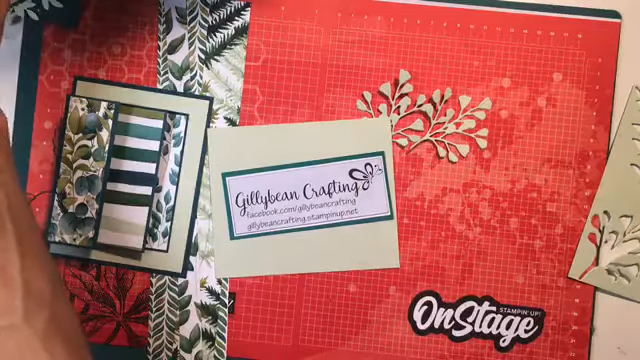 Gillybean Crafting
facebook.com/gillybeancrafting
gillybeancrafting.stampinup.net
STAMPIN' UP!
OnStage